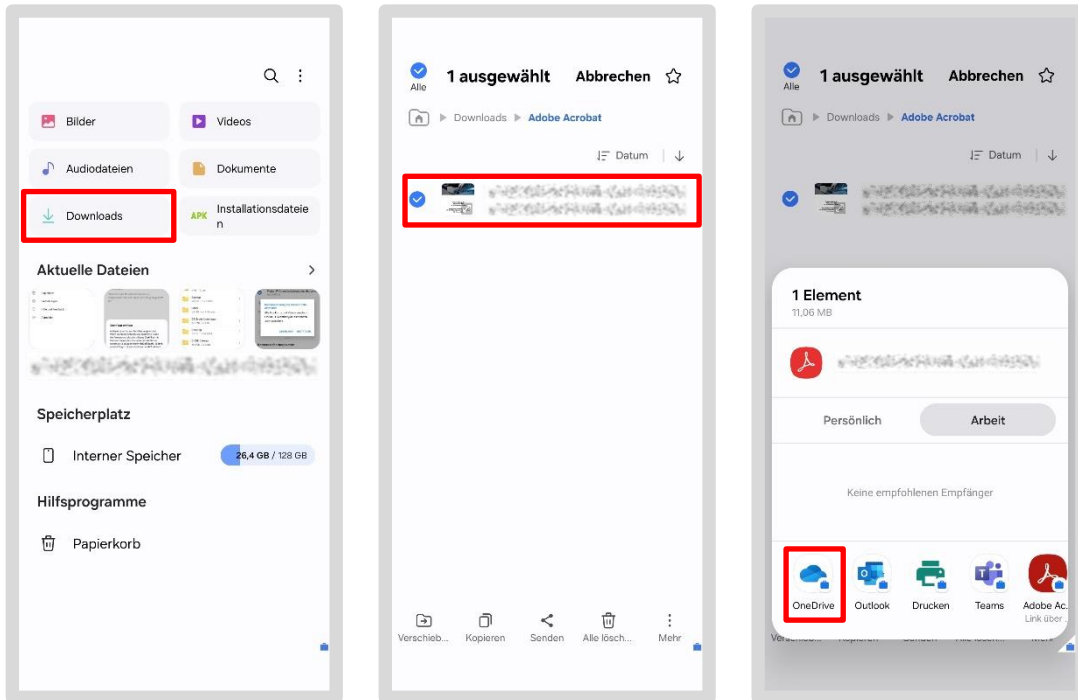 Bilder
Videos
Audiodateien
Dokumente
Downloads
APK
Installationsdateie
n
Aktuelle Dateien
Speicherplatz
Interner Speicher
26,4 GB / 128 GB
Hilfsprogramme
Papierkorb
Alle
1 ausgewählt
Abbrechen
Downloads
Adobe Acrobat
Datum
Verschieb...
Kopieren
Senden
Alle lösch...
Mehr
Alle
1 ausgewählt
Abbrechen
Downloads
Adobe Acrobat
Datum
1 Element
11,06 MB
Persönlich
Arbeit
Keine empfohlenen Empfänger
OneDrive
Outlook
Drucken
Teams
Adobe Ac.
Link über .